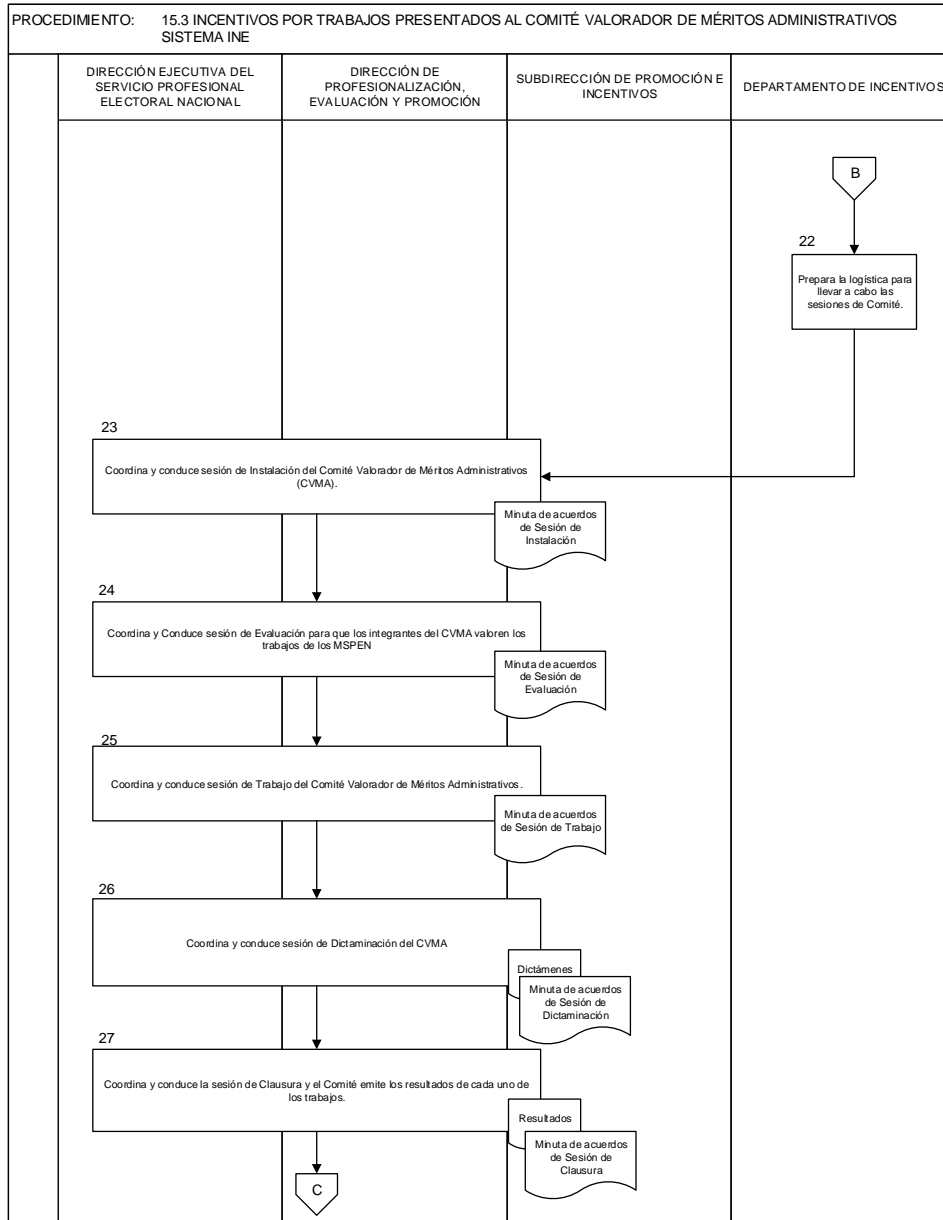 PROCEDIMIENTO: 15.3 INCENTIVOS POR TRABAJOS PRESENTADOS AL COMITÉ VALORADOR DE MÉRITOS ADMINISTRATIVOS
SISTEMA INE
DIRECCIÓN EJECUTIVA DEL
SERVICIO PROFESIONAL
ELECTORAL NACIONAL
DIRECCIÓN DE
PROFESIONALIZACIÓN,
EVALUACIÓN Y PROMOCIÓN
SUBDIRECCIÓN DE PROMOCIÓN E
INCENTIVOS
DEPARTAMENTO DE INCENTIVOS
B
22
Prepara la logística para
llevar a cabo las
sesiones de Comité.
23
Coordina y conduce sesión de Instalación del Comité Valorador de Méritos Administrativos
(CVMA).
Minuta de acuerdos
de Sesión de
Instalación
24
Coordina y Conduce sesión de Evaluación para que los integrantes del CVMA valoren los
trabajos de los MSPEN
Minuta de acuerdos
de Sesión de
Evaluación
25
Coordina y conduce sesión de Trabajo del Comité Valorador de Méritos Administrativos.
Minuta de acuerdos
de Sesión de Trabajo
26
Coordina y conduce sesión de Dictaminación del CVMA
Dictámenes
Minuta de acuerdos
de Sesión de
Dictaminación
27
Coordina y conduce la sesión de Clausura y el Comité emite los resultados de cada uno de
los trabajos.
Resultados
Minuta de acuerdos
de Sesión de
Clausura
C